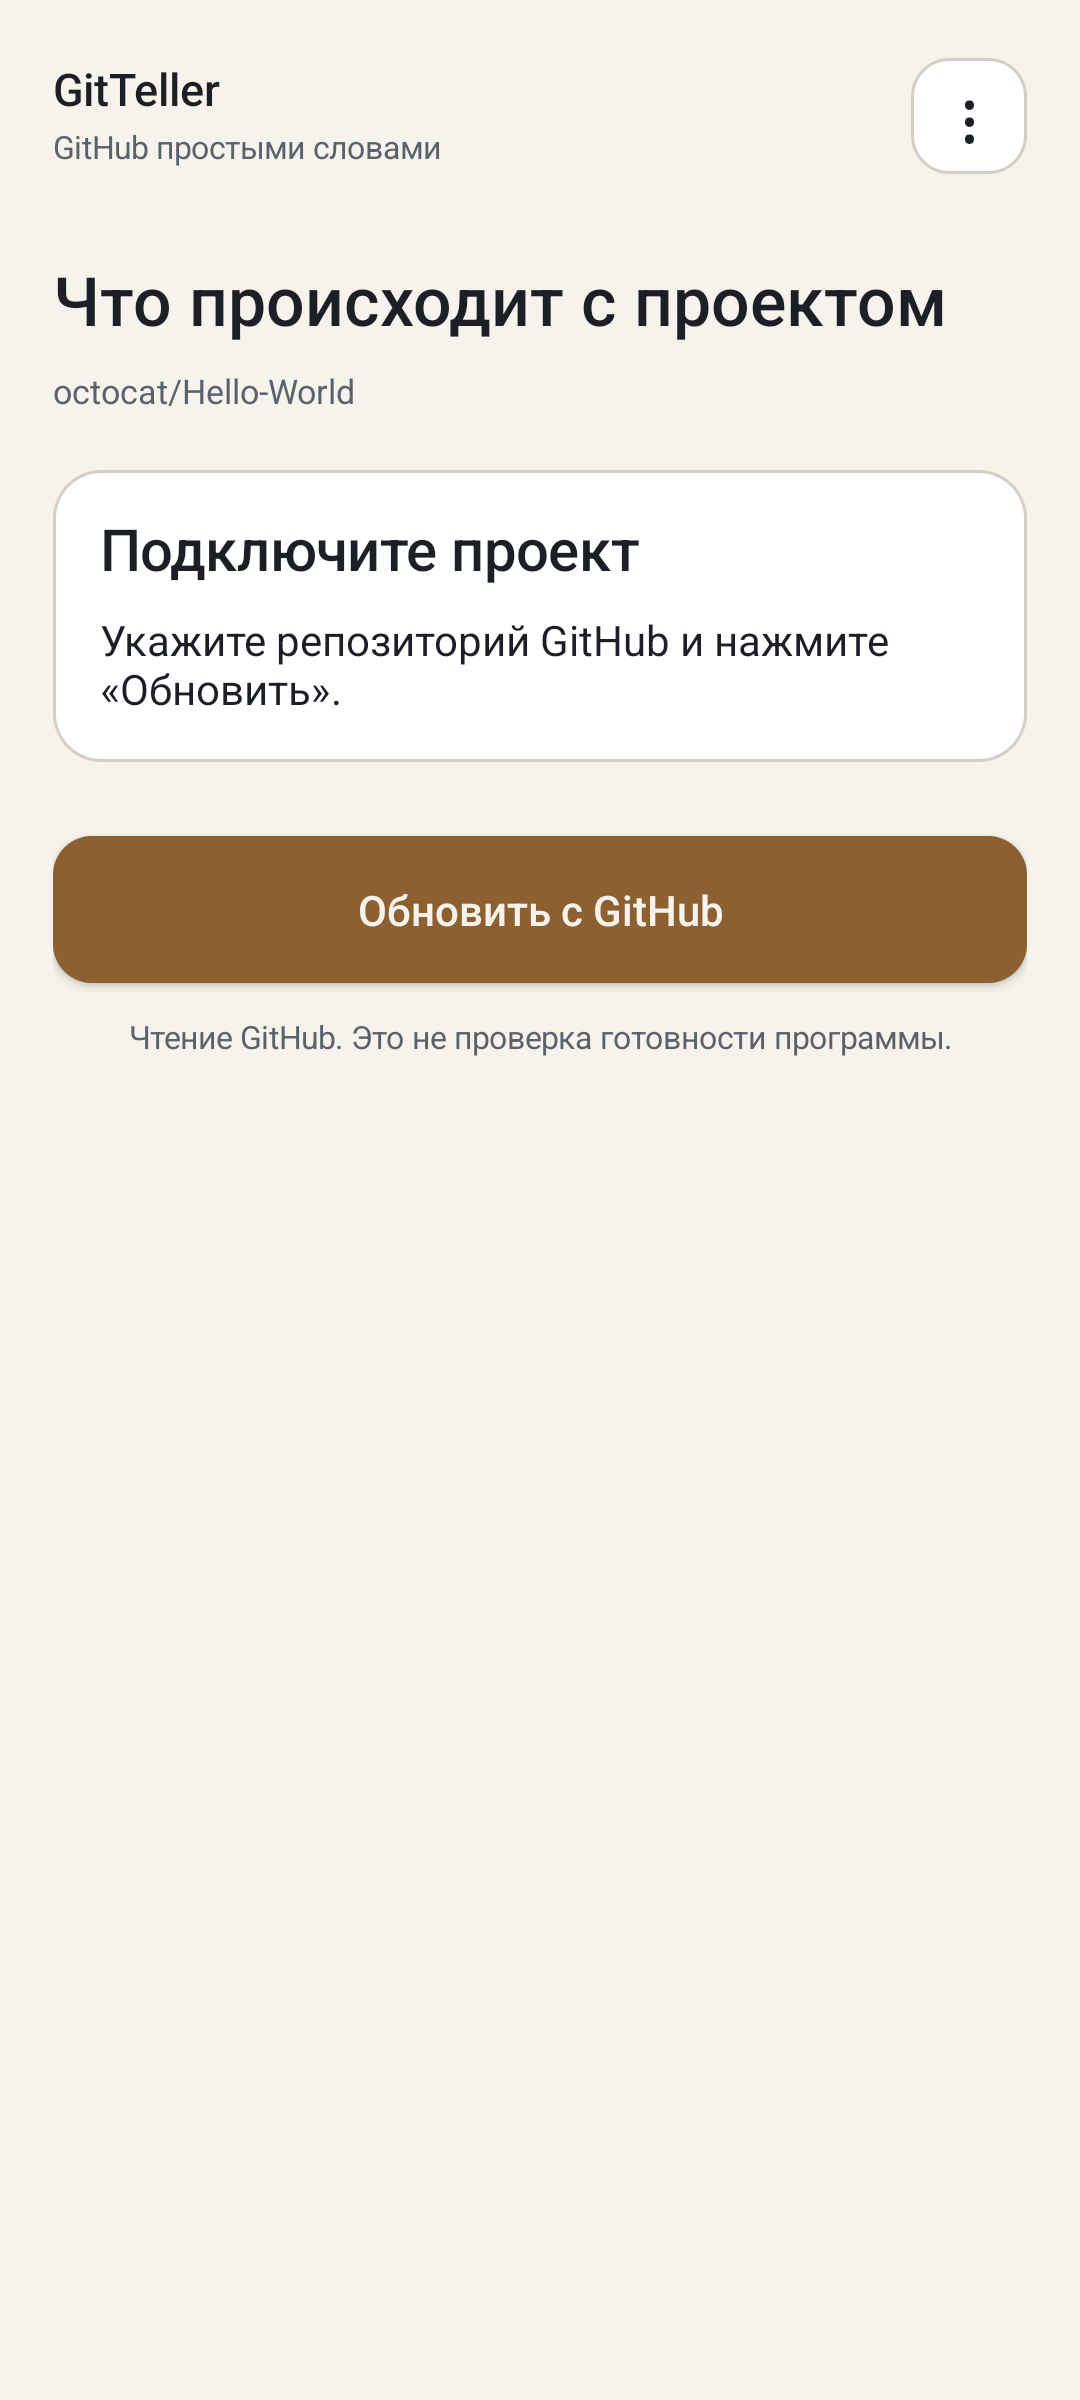 GitTeller
GitHub простыми словами
Что происходит с проектом
octocat/Hello-World
Подключите проект
Укажите репозиторий GitHub и нажмите
«Обновить».
Обновить с GitHub
Чтение GitHub. Это не проверка готовности программы.